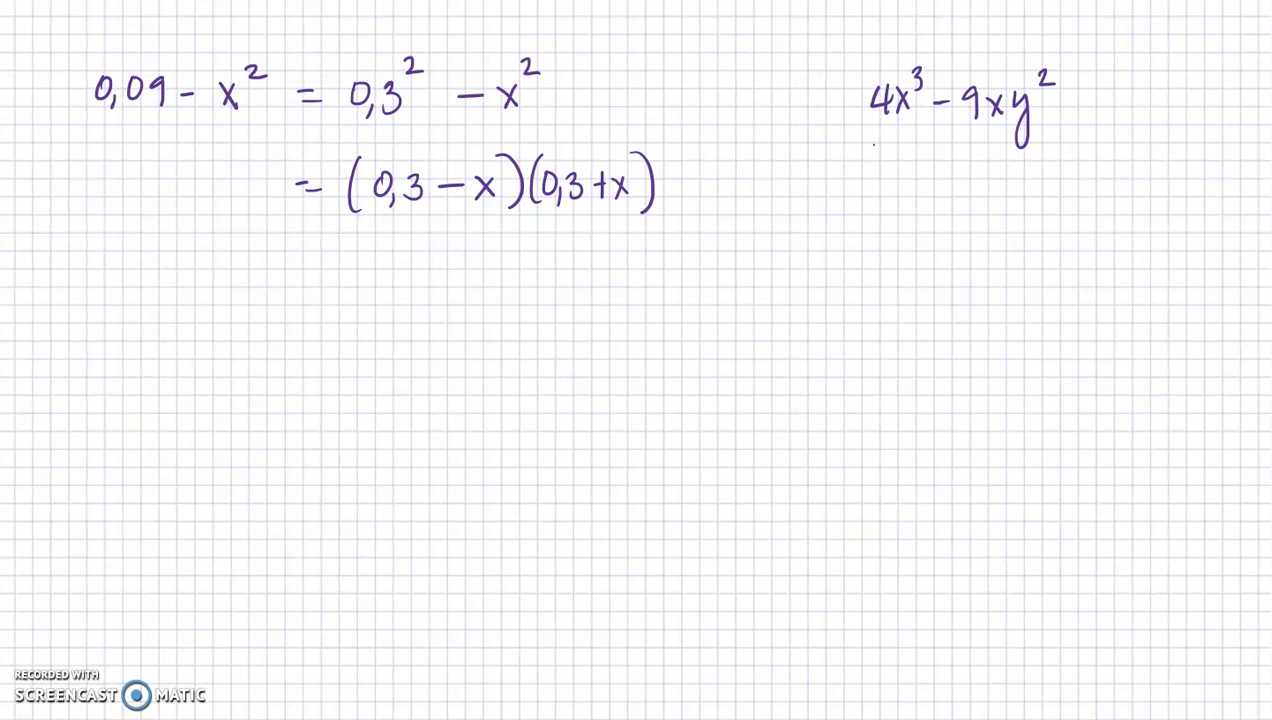 0,09 - x² = 0,3² - x²
= (0,3 - x)(0,3 + x)
4x³ - 9xy²
RECORDED WITH
SCREENCAST MATIC